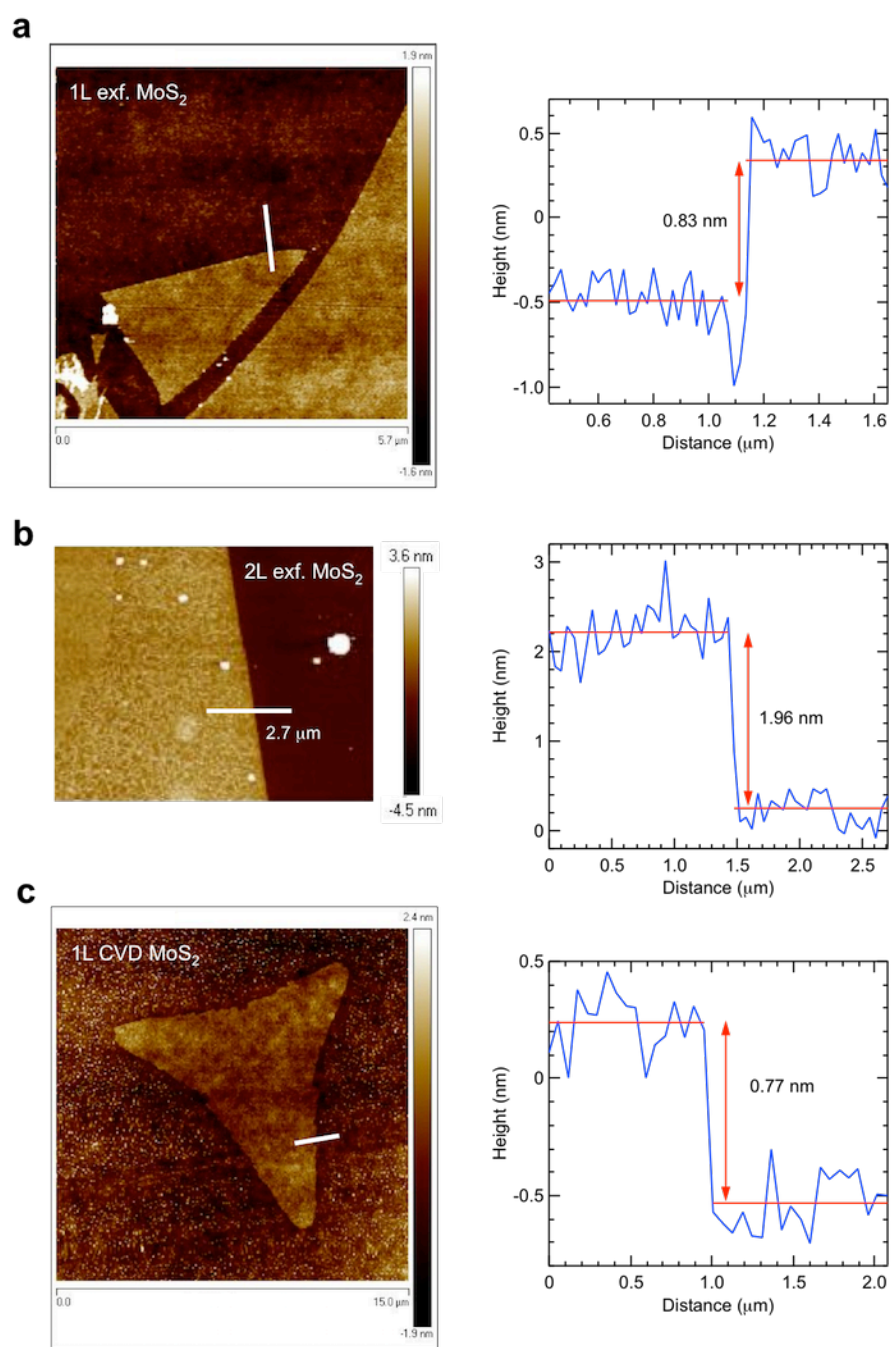 a
1.9 nm
1L exf. MoS₂
0.0
5.7 µm
-1.6 nm
Height (nm)
0.5
0
-0.5
-1.0
0.83 nm
0.6
0.8
1.0
1.2
1.4
1.6
Distance (µm)
b
2L exf. MoS₂
2.7 µm
3.6 nm
-4.5 nm
Height (nm)
3
2
1
0
1.96 nm
0
0.5
1.0
1.5
2.0
2.5
Distance (µm)
c
2.4 nm
1L CVD MoS₂
0.0
15.0 µm
-1.9 nm
Height (nm)
0.5
0
-0.5
0.77 nm
0
0.5
1.0
1.5
2.0
Distance (µm)